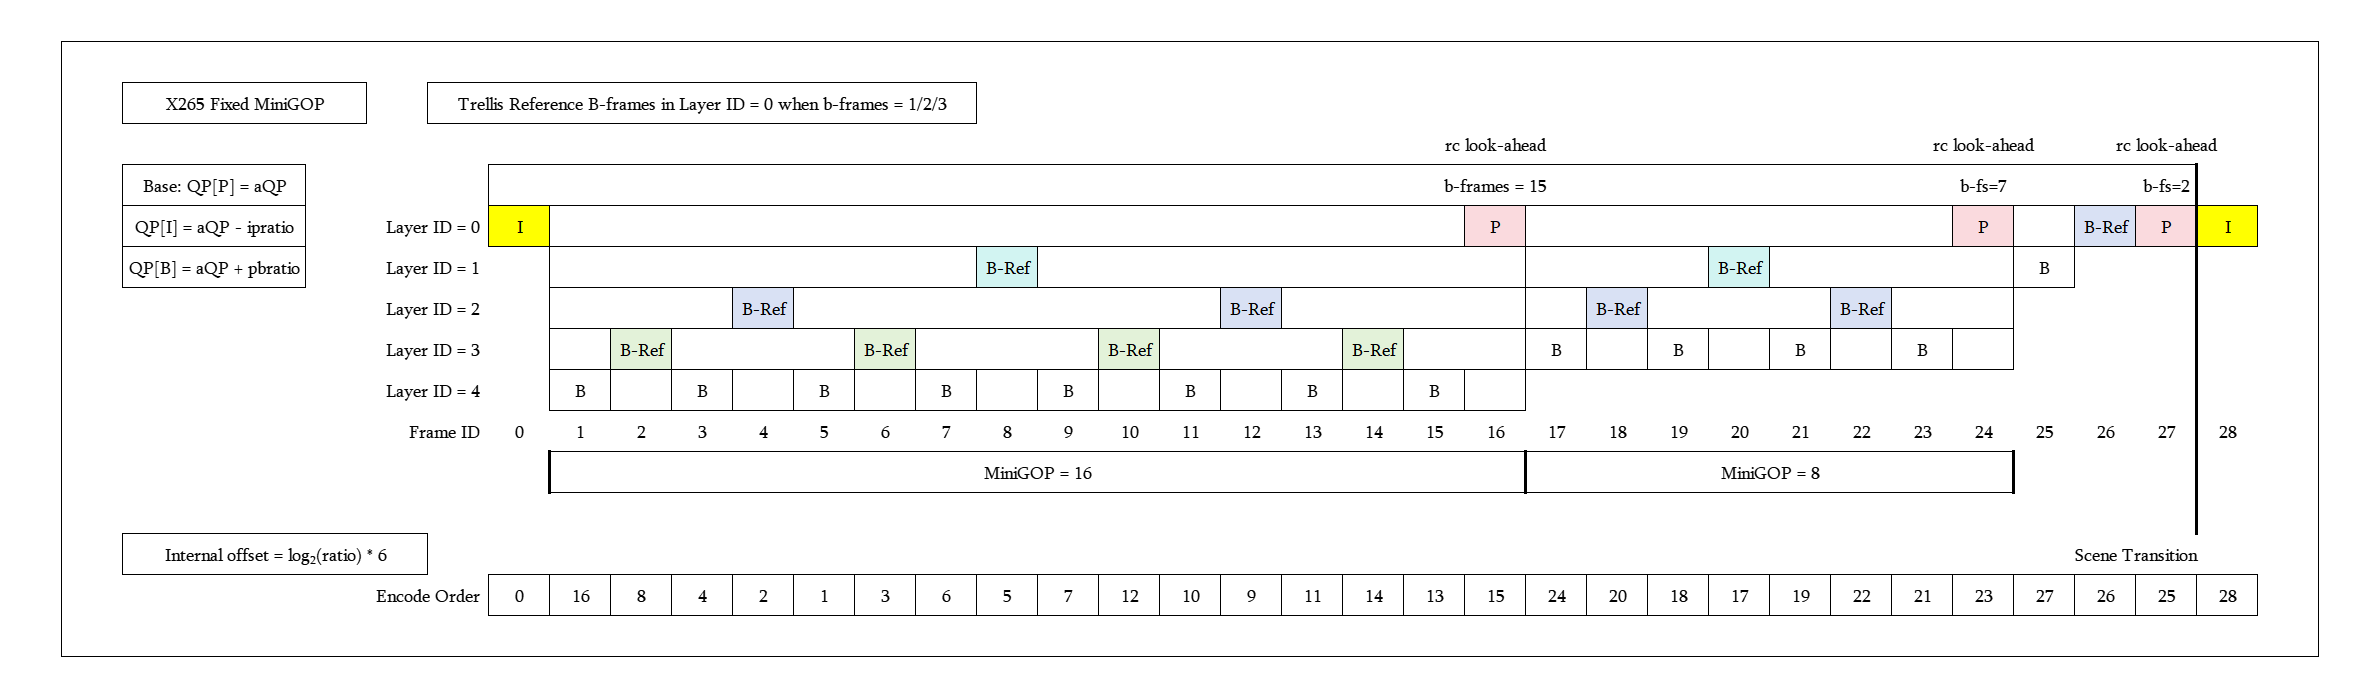 X265 Fixed MiniGOP
Trellis Reference B-frames in Layer ID = 0 when b-frames = 1/2/3
rc look-ahead rc look-ahead rc look-ahead
Base: QP[P] = aQP b-frames = 15 b-fs=7 b-fs=2
QP[I] = aQP - ipratio Layer ID = 0 I P P B-Ref P I
QP[B] = aQP + pbratio Layer ID = 1 B-Ref B-Ref B
Layer ID = 2 B-Ref B-Ref B-Ref B-Ref
Layer ID = 3 B-Ref B-Ref B-Ref B-Ref B B B B
Layer ID = 4 B B B B B B B B
Frame ID 0 1 2 3 4 5 6 7 8 9 10 11 12 13 14 15 16 17 18 19 20 21 22 23 24 25 26 27 28
MiniGOP = 16 MiniGOP = 8
Internal offset = log₂(ratio) * 6 Scene Transition
Encode Order 0 16 8 4 2 1 3 6 5 7 12 10 9 11 14 13 15 24 20 18 17 19 22 21 23 27 26 25 28